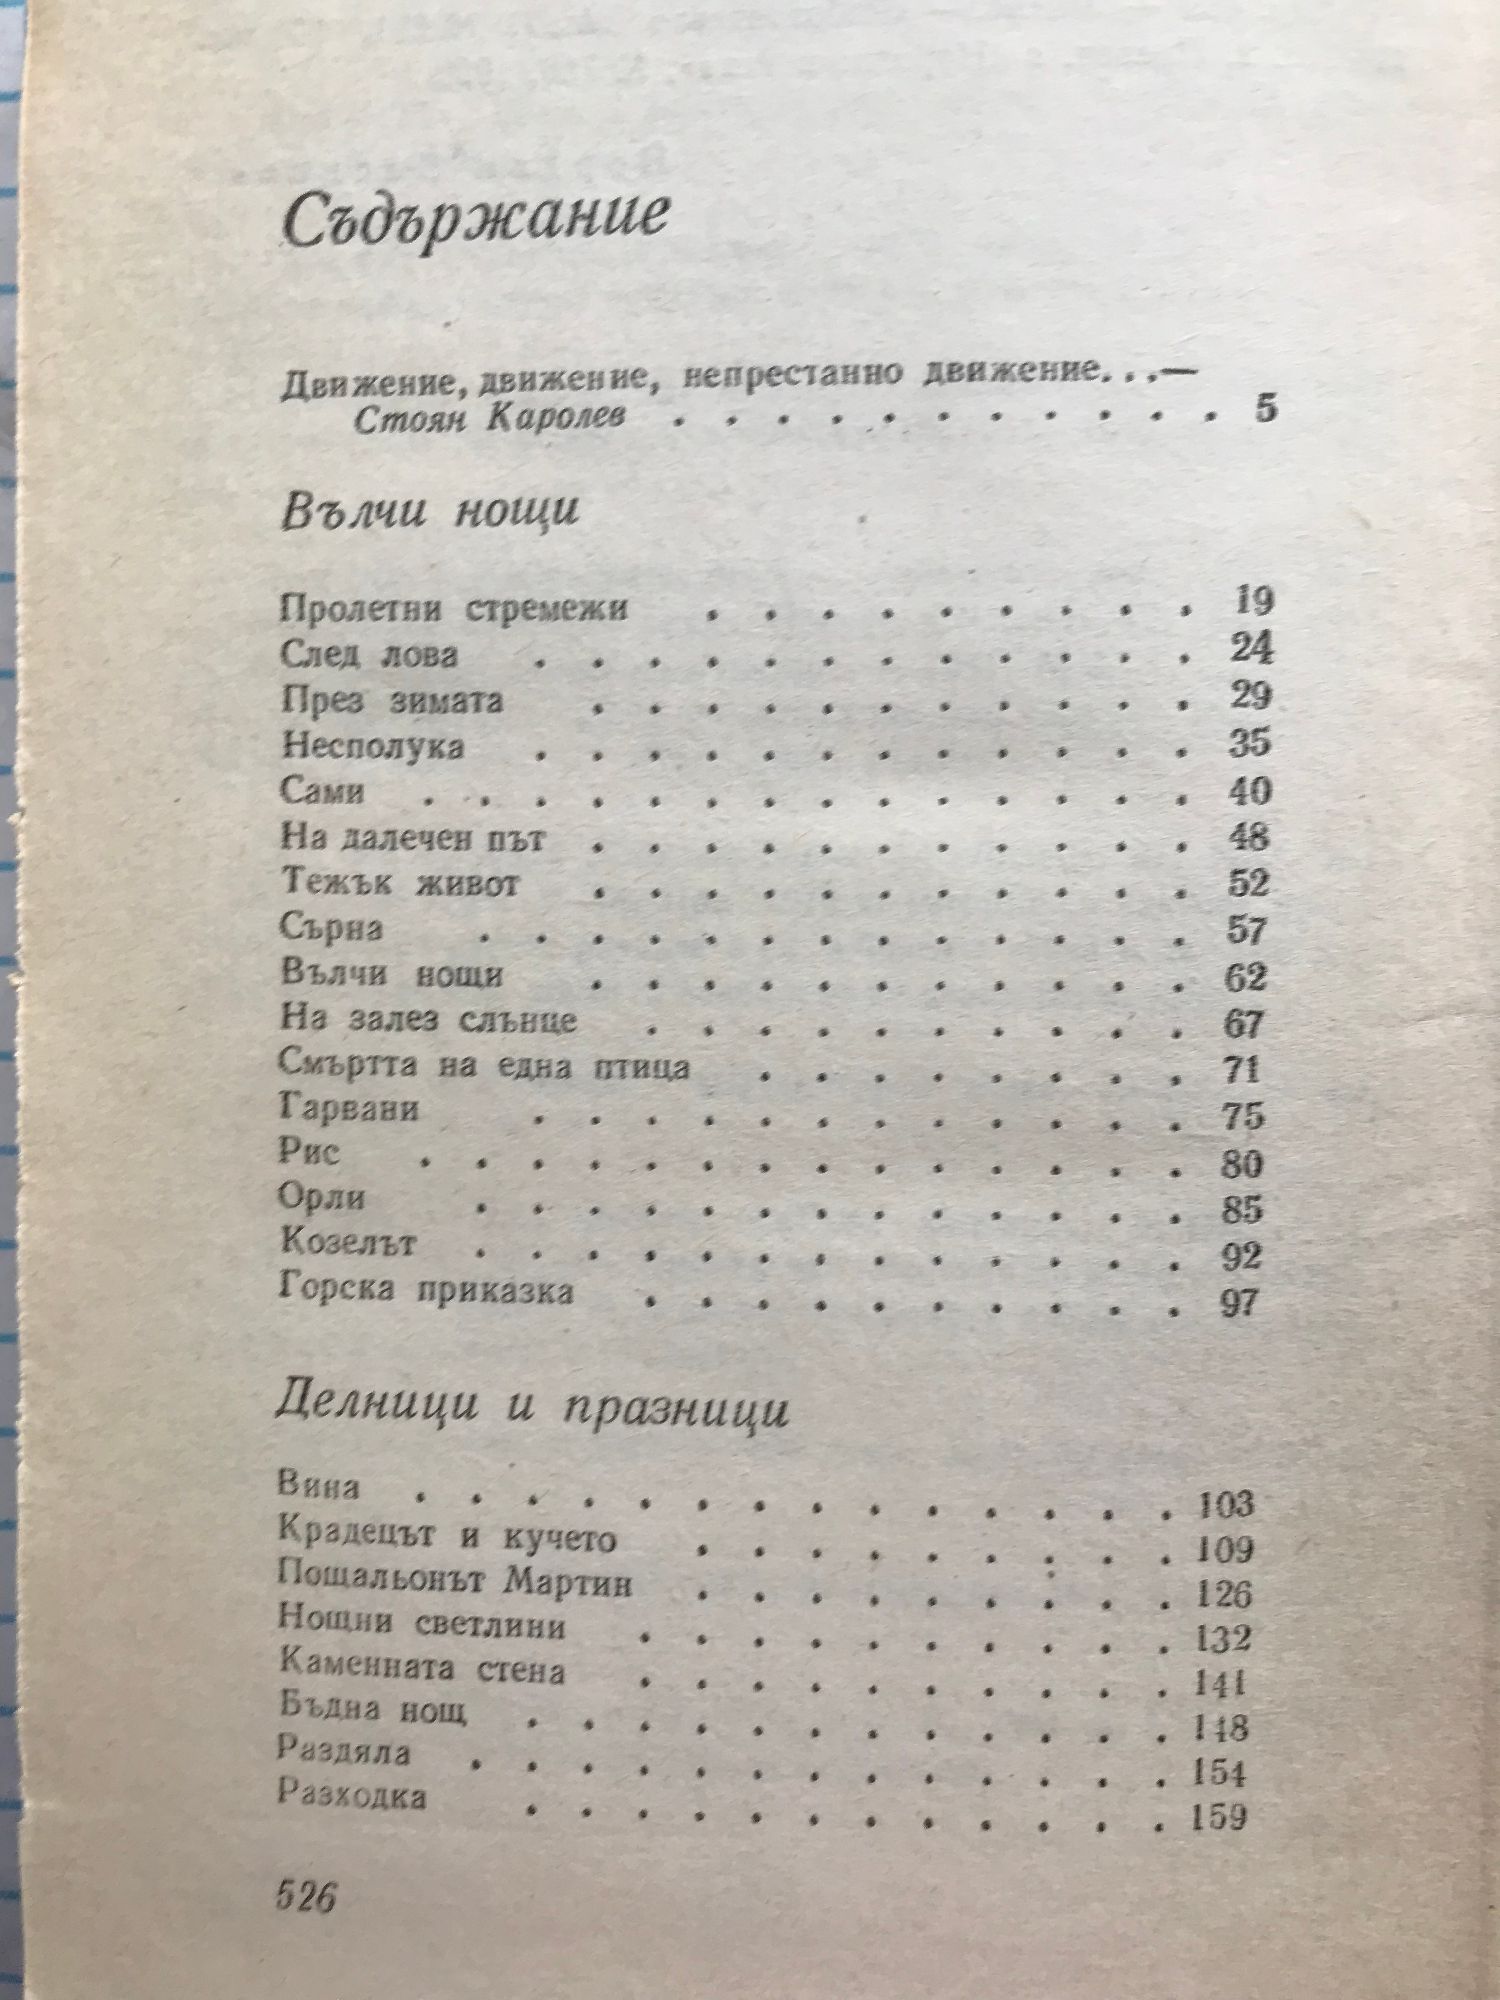 Съдържание
Движение, движение, непрестанно движение. . .—
Стоян Каролев . . . . . . . . . . . 5
Вълчи нощи
Пролетни стремежи . . . . . . . . . 19
След лова . . . . . . . . . . . . 24
През зимата . . . . . . . . . . . 29
Несполука . . . . . . . . . . . . 35
Сами . . . . . . . . . . . . . . 40
На далечен път . . . . . . . . . . . 48
Тежък живот . . . . . . . . . . . 52
Сърна . . . . . . . . . . . . . 57
Вълчи нощи . . . . . . . . . . . 62
На залез слънце . . . . . . . . . . 67
Смъртта на една птица . . . . . . . . 71
Гарвани . . . . . . . . . . . . 75
Рис . . . . . . . . . . . . . . 80
Орли . . . . . . . . . . . . . 85
Козелът . . . . . . . . . . . . . 92
Горска приказка . . . . . . . . . . 97
Делници и празници
Вина . . . . . . . . . . . . . . 103
Крадецът и кучето . . . . . . . . . 109
Пощальонът Мартин . . . . . . . . . 126
Нощни светлини . . . . . . . . . . 132
Каменната стена . . . . . . . . . . 141
Бъдна нощ . . . . . . . . . . . . 148
Раздяла . . . . . . . . . . . . . 154
Разходка . . . . . . . . . . . . 159
526